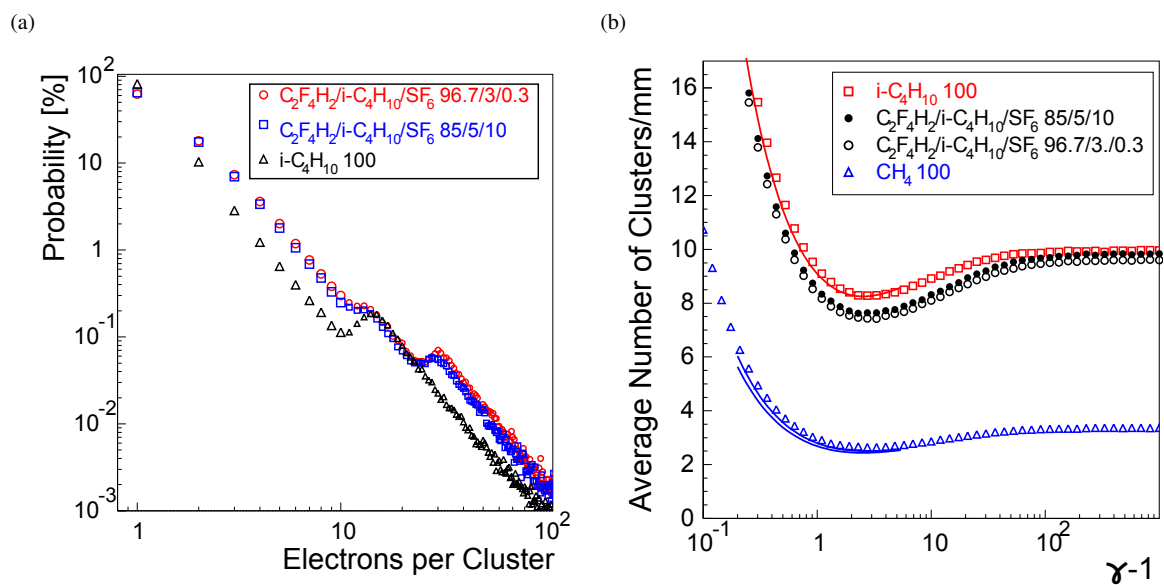 (a)
Probability [%]
10²
10
1
10⁻¹
10⁻²
10⁻³
C₂F₄H₂/i-C₄H₁₀/SF₆ 96.7/3/0.3
C₂F₄H₂/i-C₄H₁₀/SF₆ 85/5/10
i-C₄H₁₀ 100
1 10 10²
Electrons per Cluster
(b)
Average Number of Clusters/mm
16
14
12
10
8
6
4
2
0
i-C₄H₁₀ 100
C₂F₄H₂/i-C₄H₁₀/SF₆ 85/5/10
C₂F₄H₂/i-C₄H₁₀/SF₆ 96.7/3./0.3
CH₄ 100
10⁻¹ 1 10 10²
γ-1